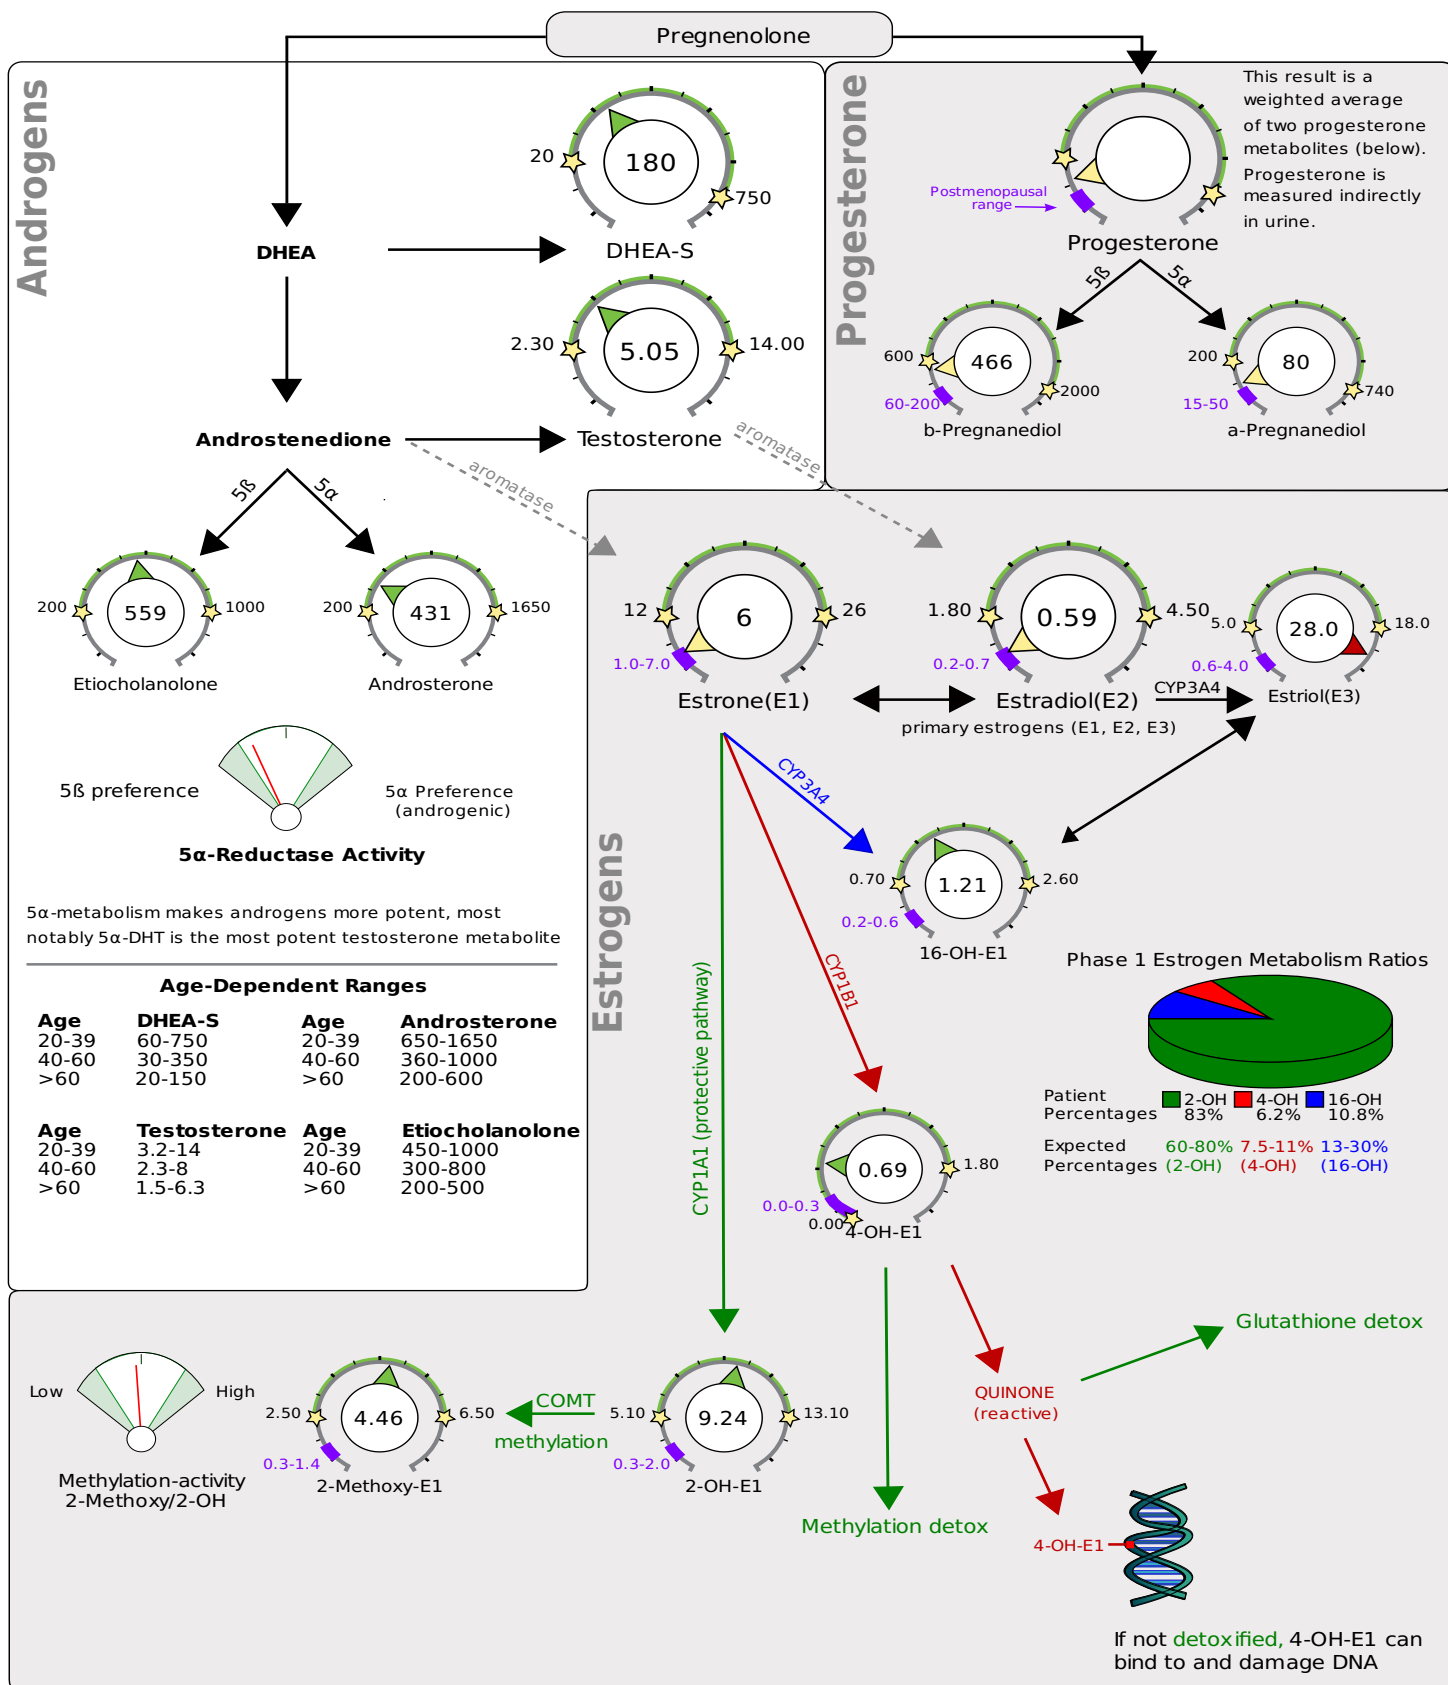 Pregnenolone
Androgens
180
20
750
DHEA-S
DHEA
5.05
2.30
14.00
Testosterone
Androstenedione
aromatase
aromatase
5ß
5α
559
200
1000
Etiocholanolone
431
200
1650
Androsterone
5ß preference
5α Preference
(androgenic)
5α-Reductase Activity
5α-metabolism makes androgens more potent, most
notably 5α-DHT is the most potent testosterone metabolite
Age-Dependent Ranges
Age DHEA-S
20-39 60-750
40-60 30-350
>60 20-150
Age Androsterone
20-39 650-1650
40-60 360-1000
>60 200-600
Age Testosterone
20-39 3.2-14
40-60 2.3-8
>60 1.5-6.3
Age Etiocholanolone
20-39 450-1000
40-60 300-800
>60 200-500
Progesterone
This result is a
weighted average
of two progesterone
metabolites (below).
Progesterone is
measured indirectly
in urine.
Postmenopausal
range
Progesterone
5ß
5α
466
600
2000
60-200
b-Pregnanediol
80
200
740
15-50
a-Pregnanediol
Estrogens
6
12
26
1.0-7.0
Estrone(E1)
0.59
1.80
4.50
0.2-0.7
Estradiol(E2)
28.0
5.0
18.0
0.6-4.0
Estriol(E3)
CYP3A4
primary estrogens (E1, E2, E3)
CYP3A4
1.21
0.70
2.60
0.2-0.6
16-OH-E1
CYP1B1
CYP1A1 (protective pathway)
Phase 1 Estrogen Metabolism Ratios
Patient
Percentages
2-OH
83%
4-OH
6.2%
16-OH
10.8%
Expected
Percentages
60-80%
(2-OH)
7.5-11%
(4-OH)
13-30%
(16-OH)
0.69
1.80
0.0-0.3
0.00
4-OH-E1
Low
High
Methylation-activity
2-Methoxy/2-OH
4.46
2.50
6.50
0.3-1.4
2-Methoxy-E1
COMT
methylation
9.24
5.10
13.10
0.3-2.0
2-OH-E1
Methylation detox
QUINONE
(reactive)
Glutathione detox
4-OH-E1
If not detoxified, 4-OH-E1 can
bind to and damage DNA